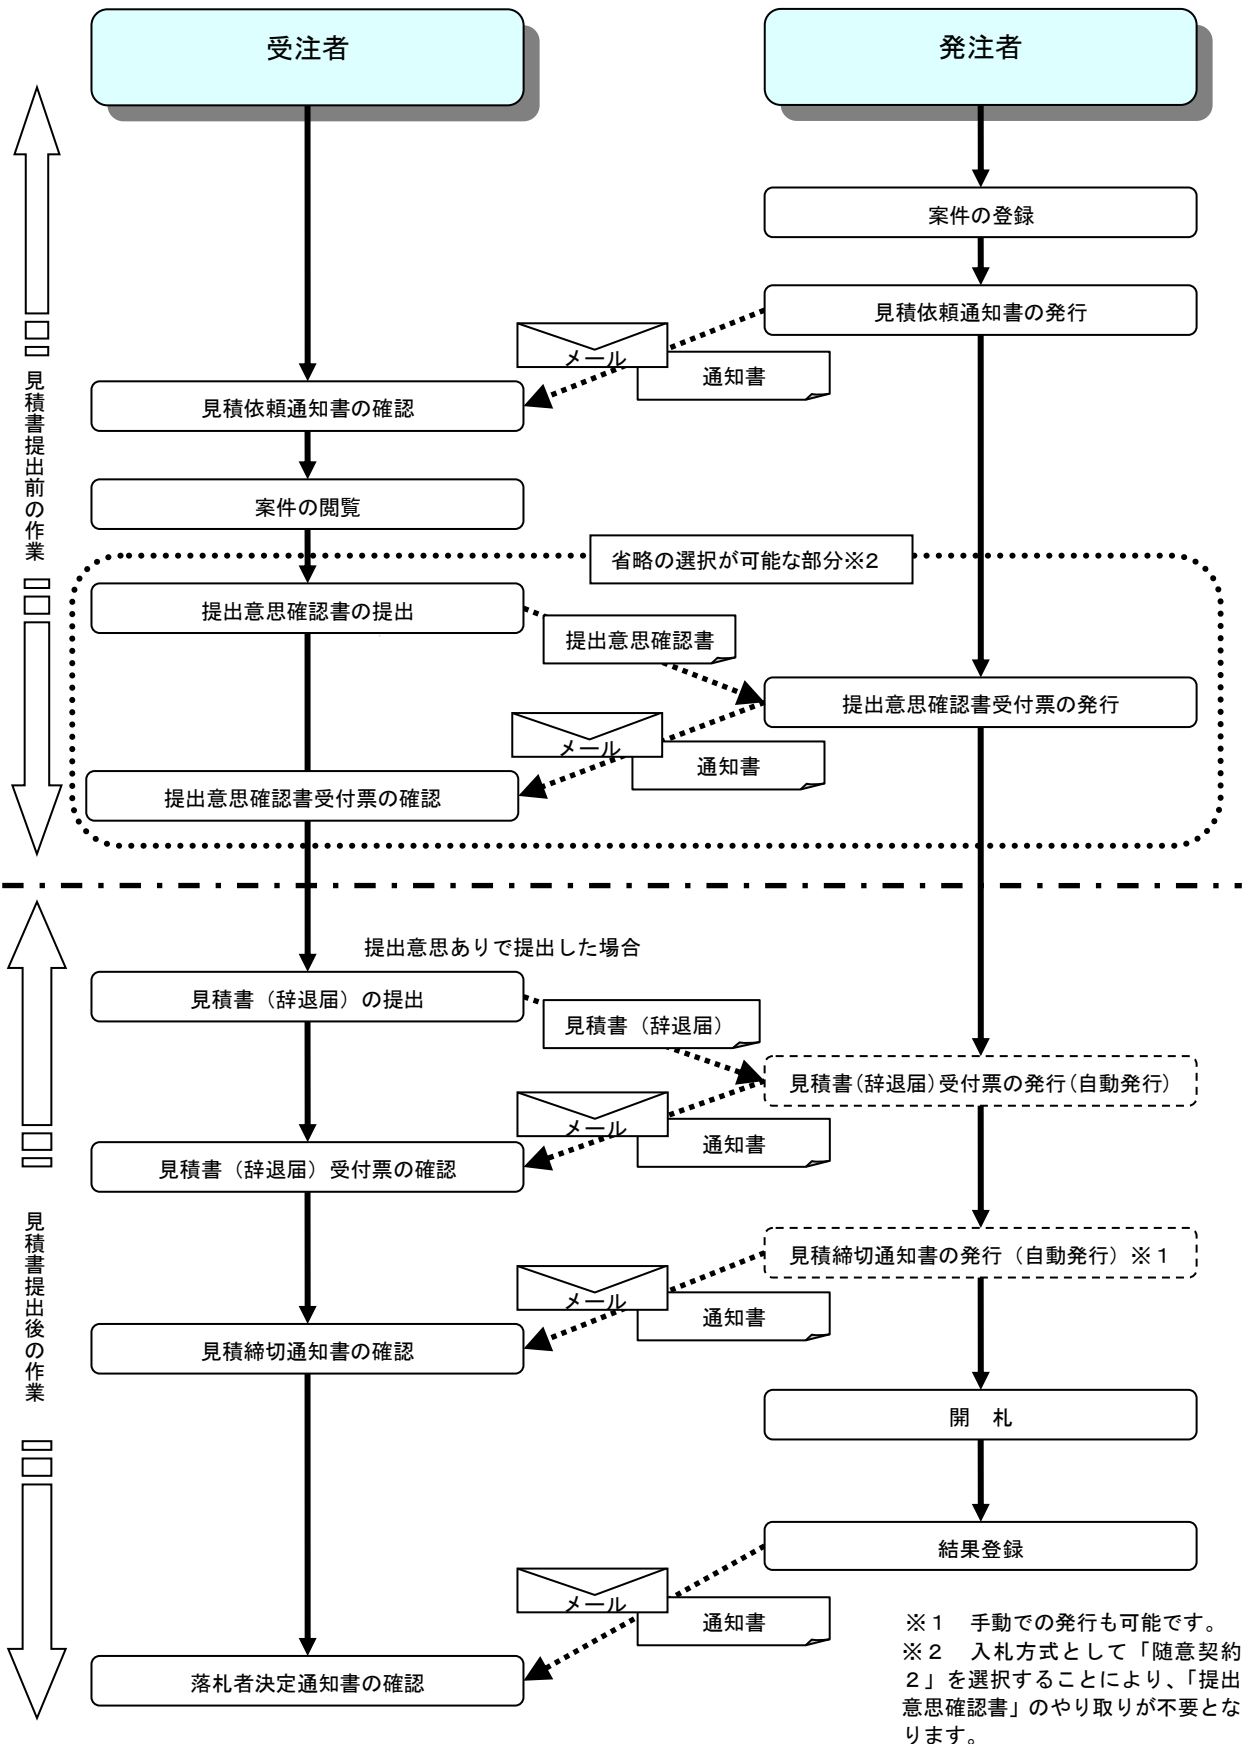 受注者
発注者
案件の登録
見積依頼通知書の発行
メール
通知書
見積依頼通知書の確認
案件の閲覧
見積書提出前の作業
省略の選択が可能な部分※2
提出意思確認書の提出
提出意思確認書
提出意思確認書受付票の発行
メール
通知書
提出意思確認書受付票の確認
提出意思ありで提出した場合
見積書（辞退届）の提出
見積書（辞退届）
見積書(辞退届)受付票の発行(自動発行)
メール
通知書
見積書（辞退届）受付票の確認
見積書提出後の作業
見積締切通知書の発行（自動発行）※１
メール
通知書
見積締切通知書の確認
開　札
結果登録
メール
通知書
落札者決定通知書の確認
※１　手動での発行も可能です。
※２　入札方式として「随意契約
２」を選択することにより、「提出
意思確認書」のやり取りが不要とな
ります。